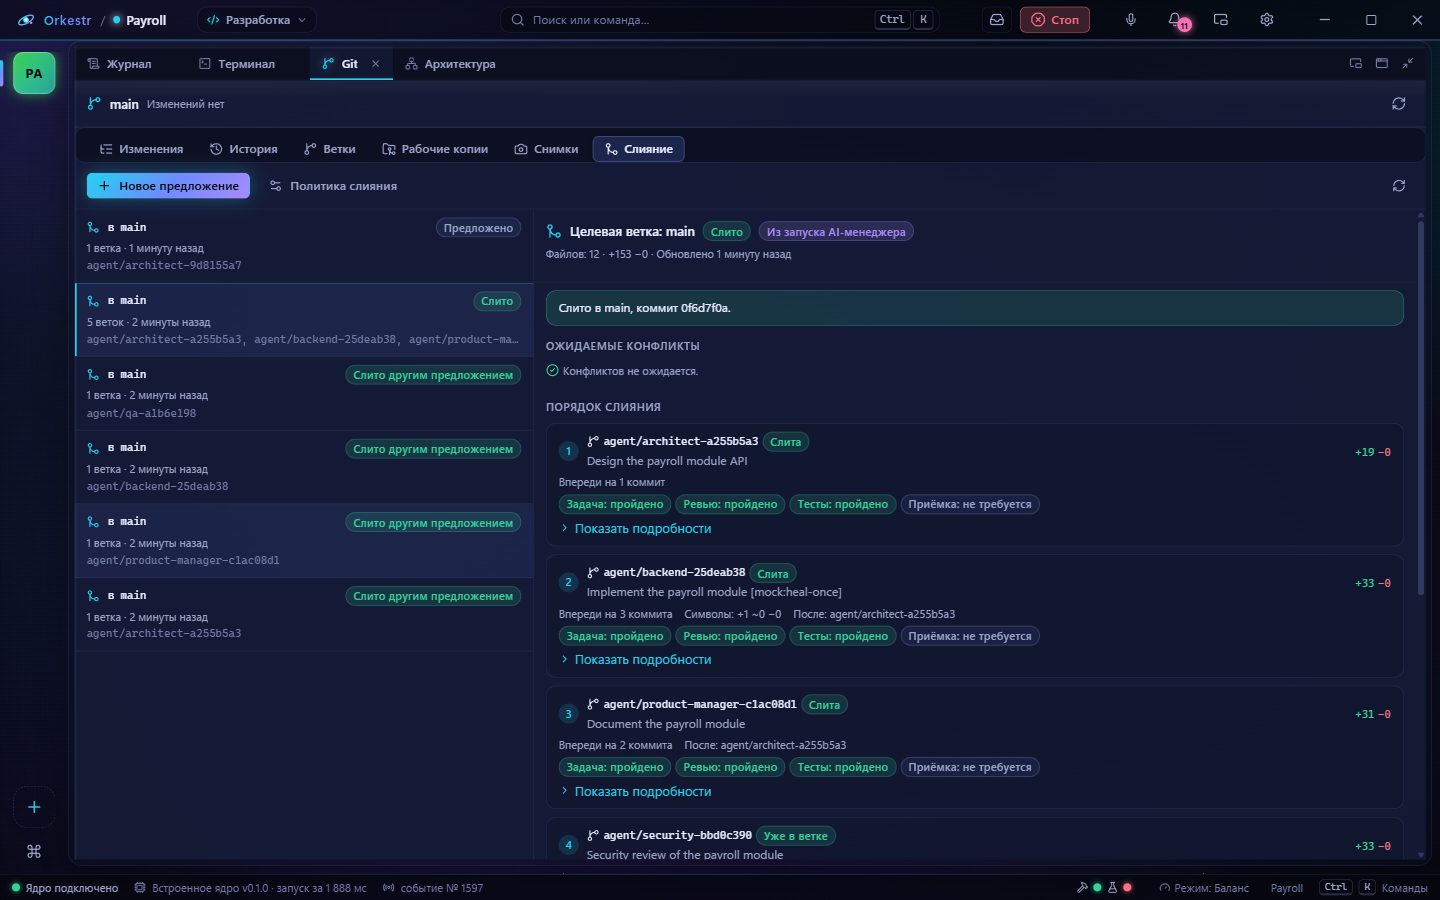 Orkestr / Payroll
Разработка
Поиск или команда...
Ctrl K
Стоп
11
PA
Журнал
Терминал
Git
Архитектура
main Изменений нет
Изменения
История
Ветки
Рабочие копии
Снимки
Слияние
Новое предложение
Политика слияния
в main
Предложено
1 ветка · 1 минуту назад
agent/architect-9d8155a7
в main
Слито
5 веток · 2 минуты назад
agent/architect-a255b5a3, agent/backend-25deab38, agent/product-ma…
в main
Слито другим предложением
1 ветка · 2 минуты назад
agent/qa-a1b6e198
в main
Слито другим предложением
1 ветка · 2 минуты назад
agent/backend-25deab38
в main
Слито другим предложением
1 ветка · 2 минуты назад
agent/product-manager-c1ac08d1
в main
Слито другим предложением
1 ветка · 2 минуты назад
agent/architect-a255b5a3
Целевая ветка: main
Слито
Из запуска AI-менеджера
Файлов: 12 · +153 −0 · Обновлено 1 минуту назад
Слито в main, коммит 0f6d7f0a.
ОЖИДАЕМЫЕ КОНФЛИКТЫ
Конфликтов не ожидается.
ПОРЯДОК СЛИЯНИЯ
1
agent/architect-a255b5a3 Слита
+19 −0
Design the payroll module API
Впереди на 1 коммит
Задача: пройдено Ревью: пройдено Тесты: пройдено Приёмка: не требуется
Показать подробности
2
agent/backend-25deab38 Слита
+33 −0
Implement the payroll module [mock:heal-once]
Впереди на 3 коммита Символы: +1 ~0 −0 После: agent/architect-a255b5a3
Задача: пройдено Ревью: пройдено Тесты: пройдено Приёмка: не требуется
Показать подробности
3
agent/product-manager-c1ac08d1 Слита
+31 −0
Document the payroll module
Впереди на 2 коммита После: agent/architect-a255b5a3
Задача: пройдено Ревью: пройдено Тесты: пройдено Приёмка: не требуется
Показать подробности
4
agent/security-bbd0c390 Уже в ветке
+33 −0
Security review of the payroll module
Ядро подключено
Встроенное ядро v0.1.0 · запуск за 1 888 мс
событие № 1597
Режим: Баланс
Payroll
Ctrl K Команды